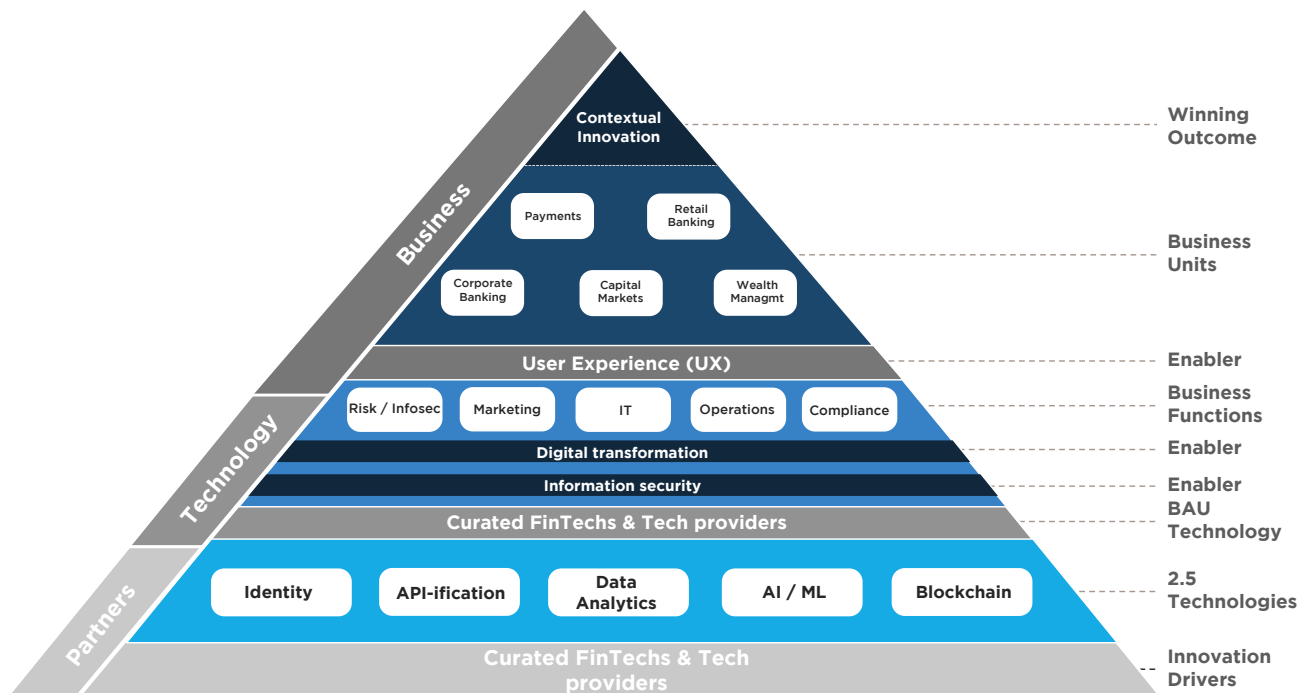 Contextual
Innovation
Winning
Outcome
Business
Payments
Retail
Banking
Corporate
Banking
Capital
Markets
Wealth
Managmt
Business
Units
User Experience (UX)
Enabler
Technology
Risk / Infosec
Marketing
IT
Operations
Compliance
Business
Functions
Digital transformation
Enabler
Information security
Enabler
Curated FinTechs & Tech providers
BAU
Technology
Partners
Identity
API-ification
Data
Analytics
AI / ML
Blockchain
2.5
Technologies
Curated FinTechs & Tech
providers
Innovation
Drivers